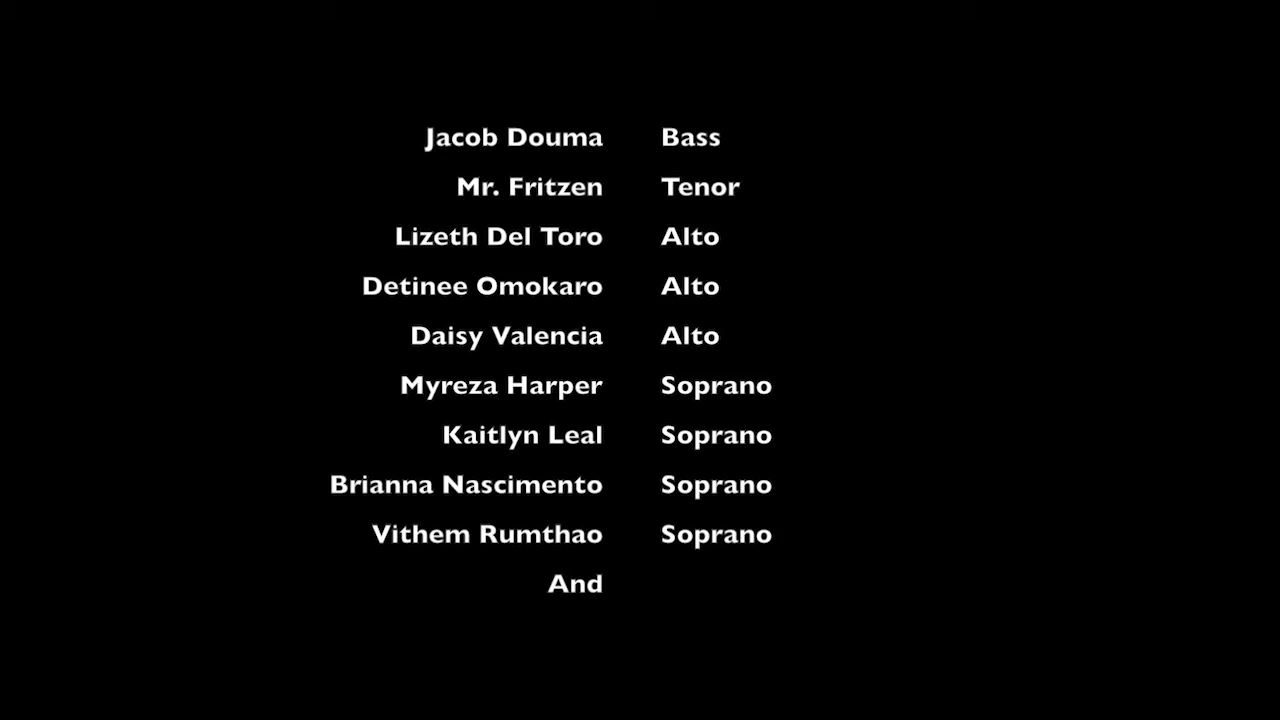 Jacob Douma Bass
Mr. Fritzen Tenor
Lizeth Del Toro Alto
Detinee Omokaro Alto
Daisy Valencia Alto
Myreza Harper Soprano
Kaitlyn Leal Soprano
Brianna Nascimento Soprano
Vithem Rumthao Soprano
And